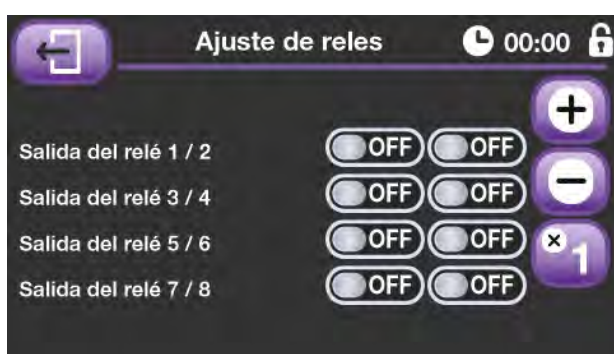 Ajuste de reles 00:00
+
Salida del relé 1 / 2 OFF OFF
−
Salida del relé 3 / 4 OFF OFF
Salida del relé 5 / 6 OFF OFF
×1
Salida del relé 7 / 8 OFF OFF